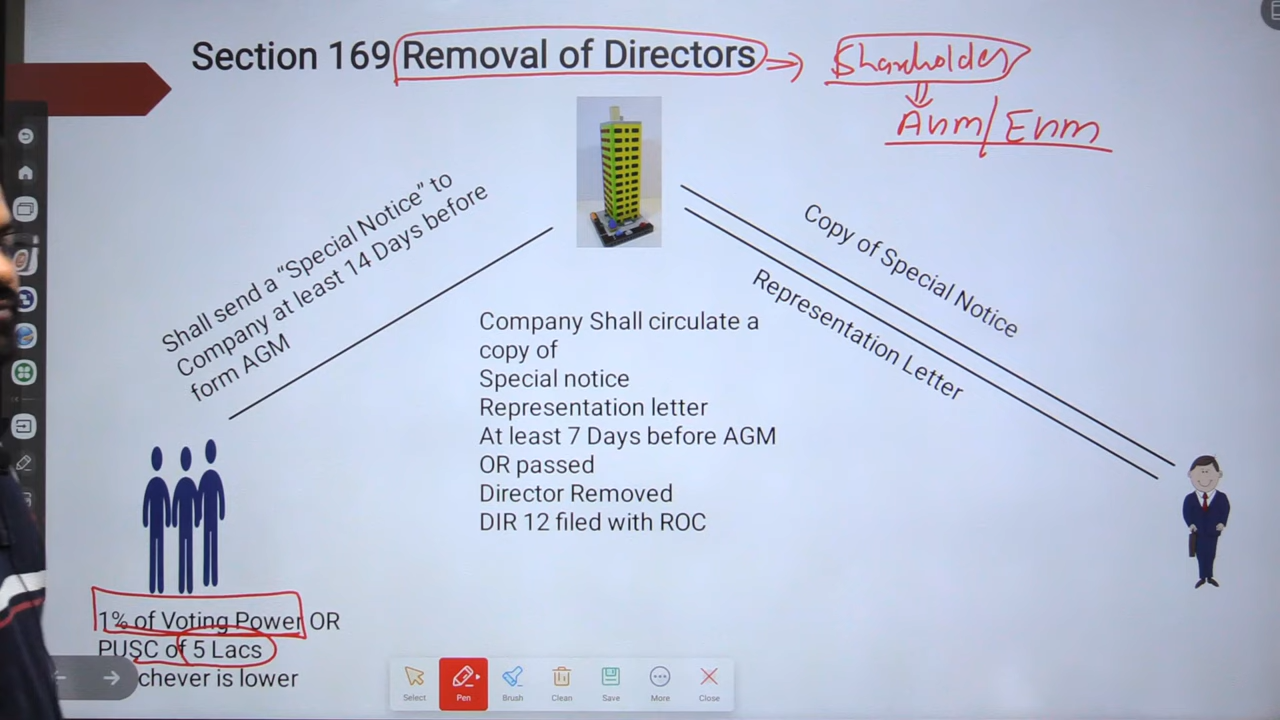 Section 169 Removal of Directors → Shareholder
AGM/EGM
Shall send a “Special Notice” to
Company at least 14 Days before
form AGM
Copy of Special Notice
Representation Letter
Company Shall circulate a
copy of
Special notice
Representation letter
At least 7 Days before AGM
OR passed
Director Removed
DIR 12 filed with ROC
1% of Voting Power OR
PUSC of 5 Lacs
chever is lower
Select
Pen
Brush
Clean
Save
More
Close